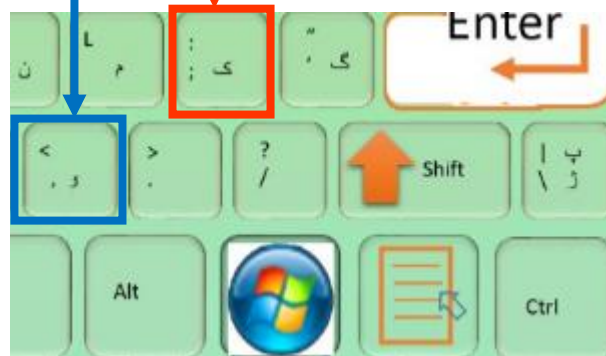 Enter
L : "
ن م ; ک ' گ
< > ? Shift | پ
, و . / \ ژ
Alt Ctrl